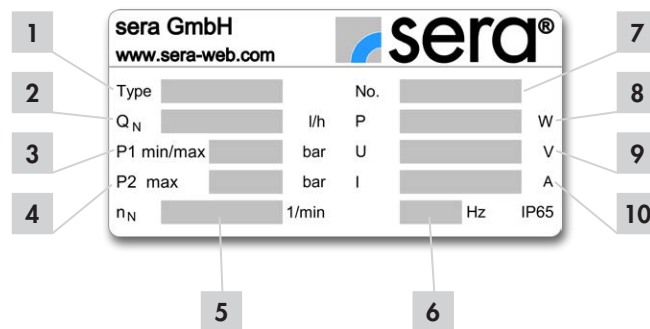 sera GmbH
www.sera-web.com
sera®
1
2
3
4
Type
Q N l/h
P1 min/max bar
P2 max bar
n N 1/min
No.
P W
U V
I A
Hz IP65
7
8
9
10
5
6